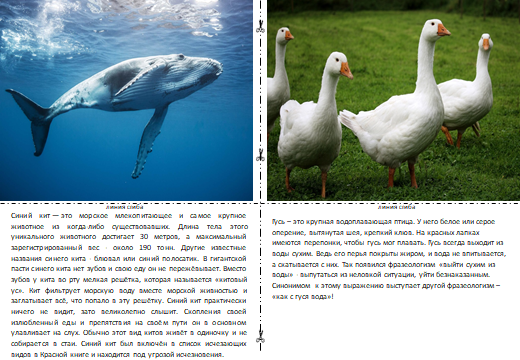 линия сгиба
Синий кит — это морское млекопитающее и самое крупное
животное из когда-либо существовавших. Длина тела этого
уникального животного достигает 30 метров, а максимальный
зарегистрированный вес - около 190 тонн. Другие известные
названия синего кита - блювал или синий полосатик. В гигантской
пасти синего кита нет зубов и свою еду он не пережёвывает. Вместо
зубов у кита во рту мелкая решётка, которая называется «китовый
ус». Кит фильтрует морскую воду вместе морской живностью и
заглатывает всё, что попало в эту решётку. Синий кит практически
ничего не видит, зато великолепно слышит. Скопления своей
излюбленный еды и препятствия на своём пути он в основном
улавливает на слух. Обычно этот вид китов живёт в одиночку и не
собирается в стаи. Синий кит был включён в список исчезающих
видов в Красной книге и находится под угрозой исчезновения.
линия сгиба
Гусь – это крупная водоплавающая птица. У него белое или серое
оперение, вытянутая шея, крепкий клюв. На красных лапках
имеются перепонки, чтобы гусь мог плавать. Гусь всегда выходит из
воды сухим. Ведь его перья покрыты жиром, и вода не впитывается,
а скатывается с них. Так появился фразеологизм «выйти сухим из
воды» - выпутаться из неловкой ситуации, уйти безнаказанным.
Синонимом к этому выражению выступает другой фразеологизм –
«как с гуся вода»!